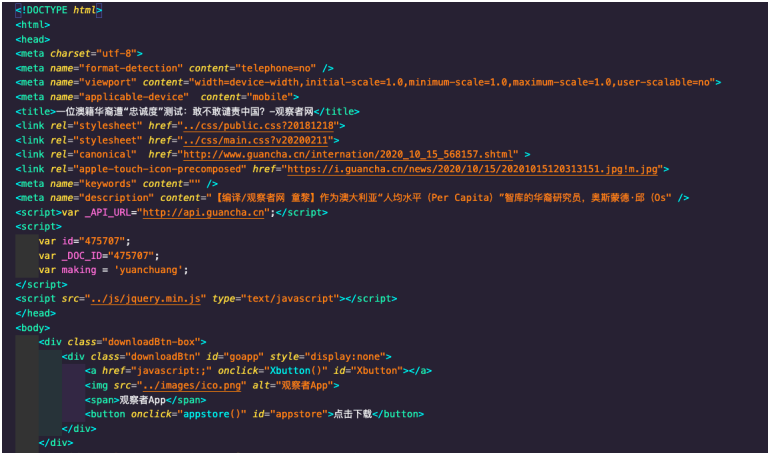 <!DOCTYPE html>
<html>
<head>
<meta charset="utf-8">
<meta name="format-detection" content="telephone=no" />
<meta name="viewport" content="width=device-width,initial-scale=1.0,minimum-scale=1.0,maximum-scale=1.0,user-scalable=no">
<meta name="applicable-device"  content="mobile">
<title>一位澳籍华裔遭“忠诚度”测试：敢不敢谴责中国？-观察者网</title>
<link rel="stylesheet" href="../css/public.css?20181218">
<link rel="stylesheet" href="../css/main.css?v20200211">
<link rel="canonical"  href="http://www.guancha.cn/internation/2020_10_15_568157.shtml" >
<link rel="apple-touch-icon-precomposed" href="https://i.guancha.cn/news/2020/10/15/20201015120313151.jpg!m.jpg">
<meta name="keywords" content="" />
<meta name="description" content="【编译/观察者网 童黎】作为澳大利亚“人均水平（Per Capita）”智库的华裔研究员，奥斯蒙德·邱（Os" />
<script>var _API_URL="http://api.guancha.cn";</script>
<script>
    var id="475707";
    var _DOC_ID="475707";
    var making = 'yuanchuang';
</script>
<script src="../js/jquery.min.js" type="text/javascript"></script>
</head>
<body>
    <div class="downloadBtn-box">
        <div class="downloadBtn" id="goapp" style="display:none">
            <a href="javascript:;" onclick="Xbutton()" id="Xbutton"></a>
            <img src="../images/ico.png" alt="观察者App">
            <span>观察者App</span>
            <button onclick="appstore()" id="appstore">点击下载</button>
        </div>
    </div>